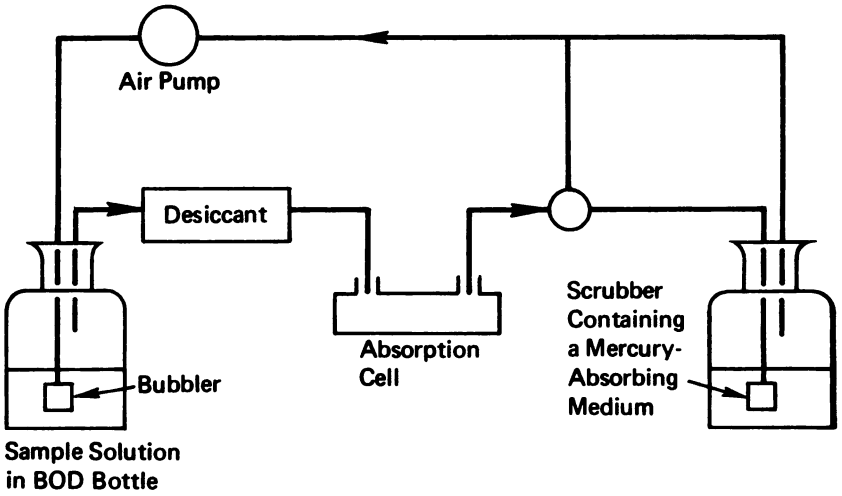 Air Pump
Desiccant
Absorption
Cell
Scrubber
Containing
a Mercury-
Absorbing
Medium
Bubbler
Sample Solution
in BOD Bottle